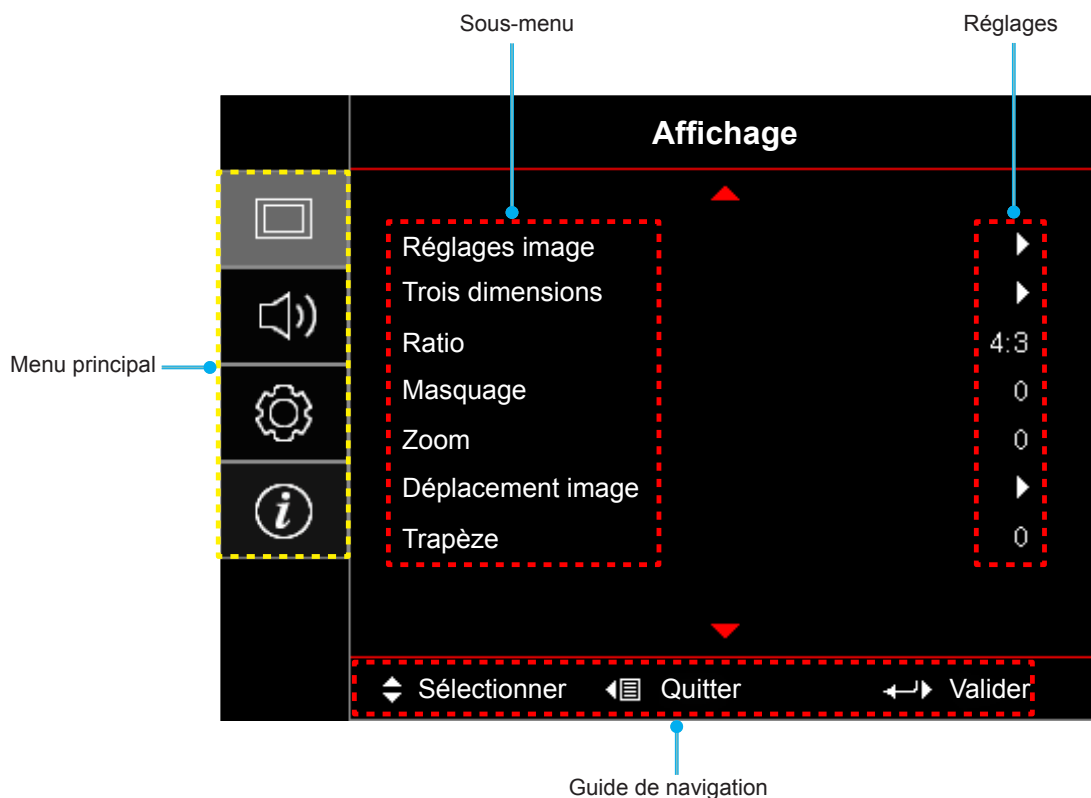 Sous-menu
Réglages
Affichage
Réglages image
Trois dimensions
Ratio 4:3
Menu principal
Masquage 0
Zoom 0
Déplacement image
i
Trapèze 0
Sélectionner Quitter Valider
Guide de navigation